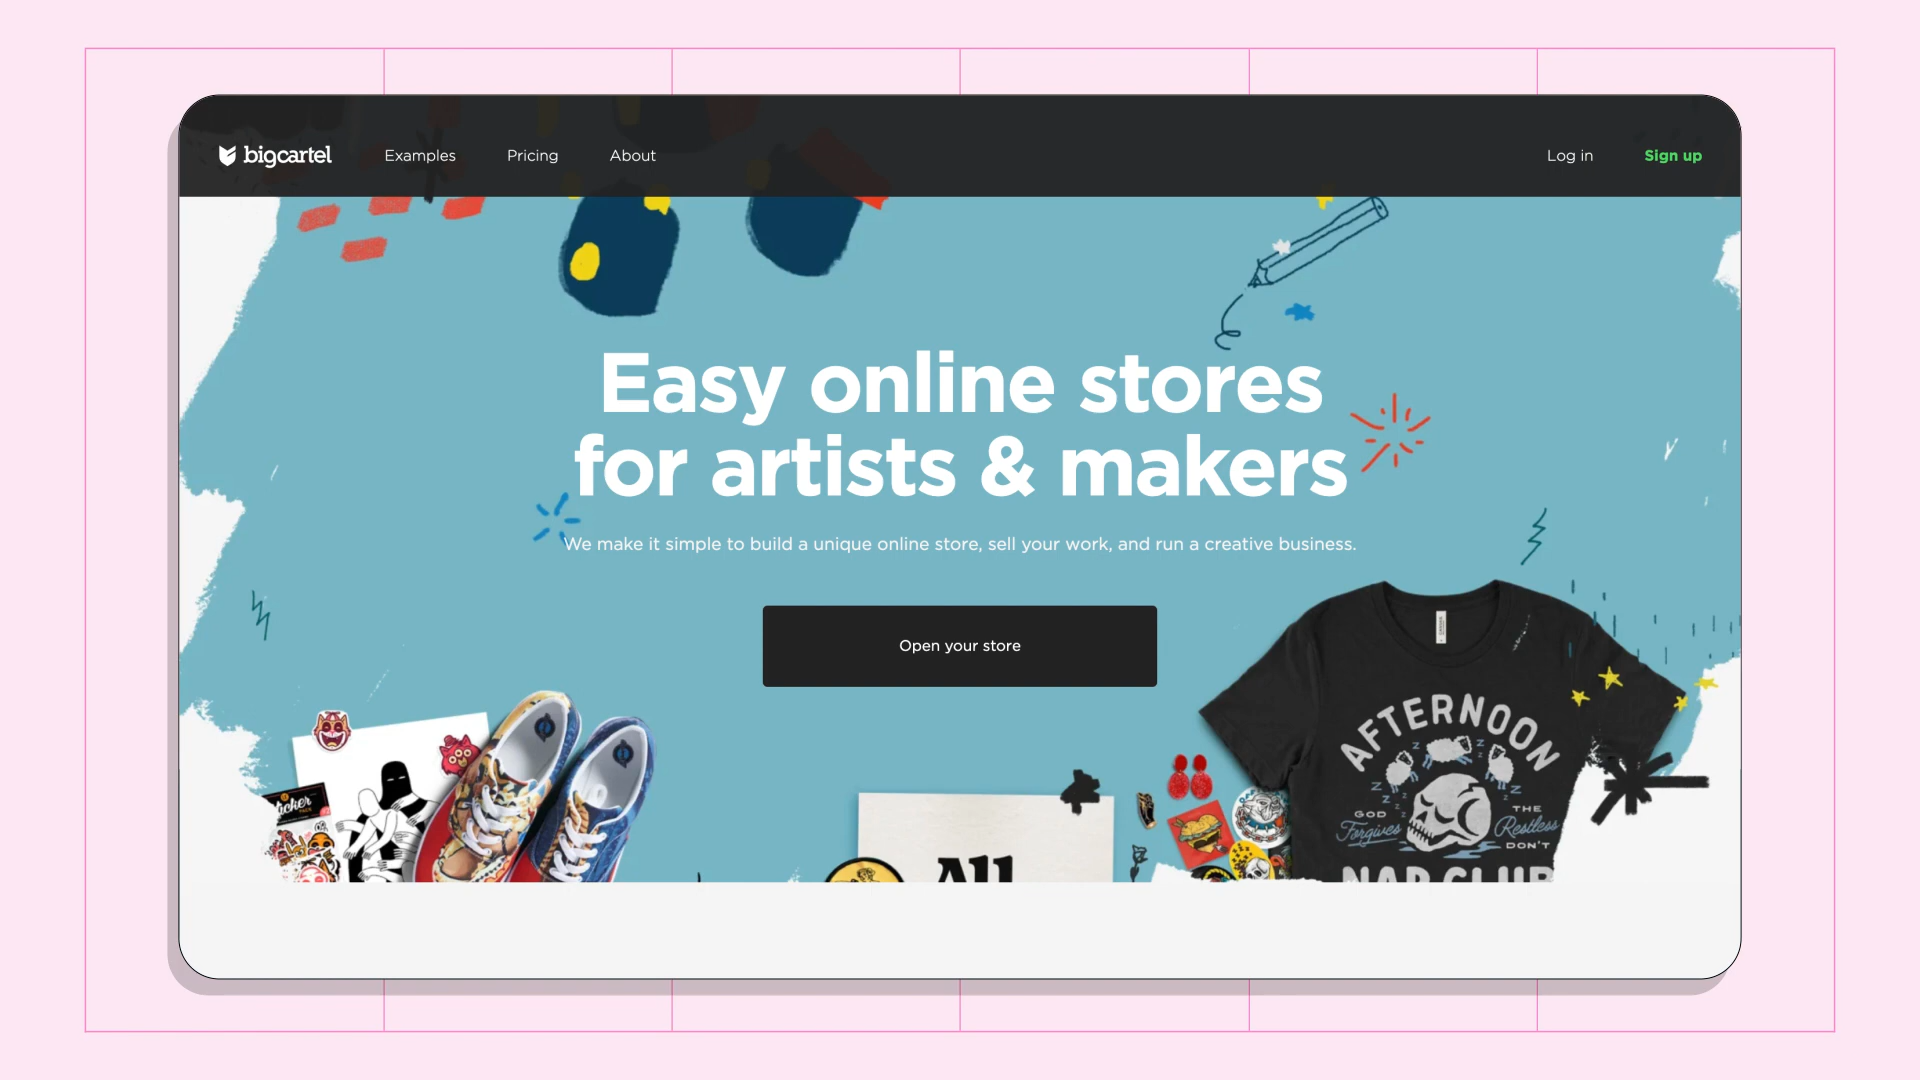 bigcartel
Examples
Pricing
About
Log in
Sign up
Easy online stores
for artists & makers
We make it simple to build a unique online store, sell your work, and run a creative business.
Open your store
sticker
All
AFTERNOON
Z Z Z Z Z Z Z
GOD
Forgives
THE
Restless
DON'T
NAP CLUB